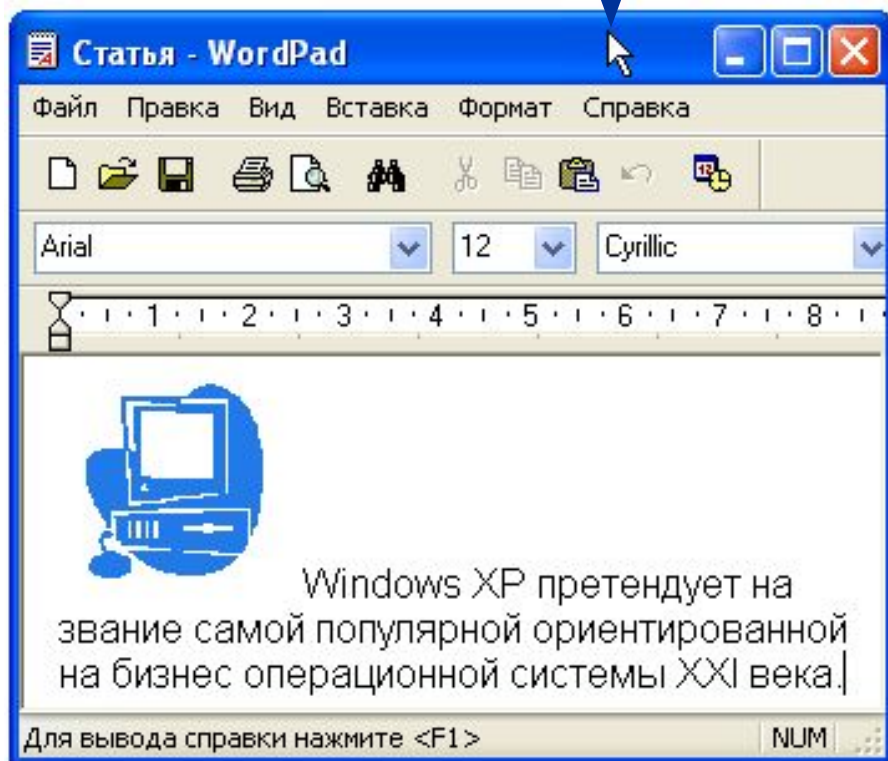 Статья - WordPad
Файл Правка Вид Вставка Формат Справка
12
Arial 12 Cyrillic
1 2 3 4 5 6 7 8
Windows XP претендует на
звание самой популярной ориентированной
на бизнес операционной системы XXI века.
Для вывода справки нажмите <F1> NUM